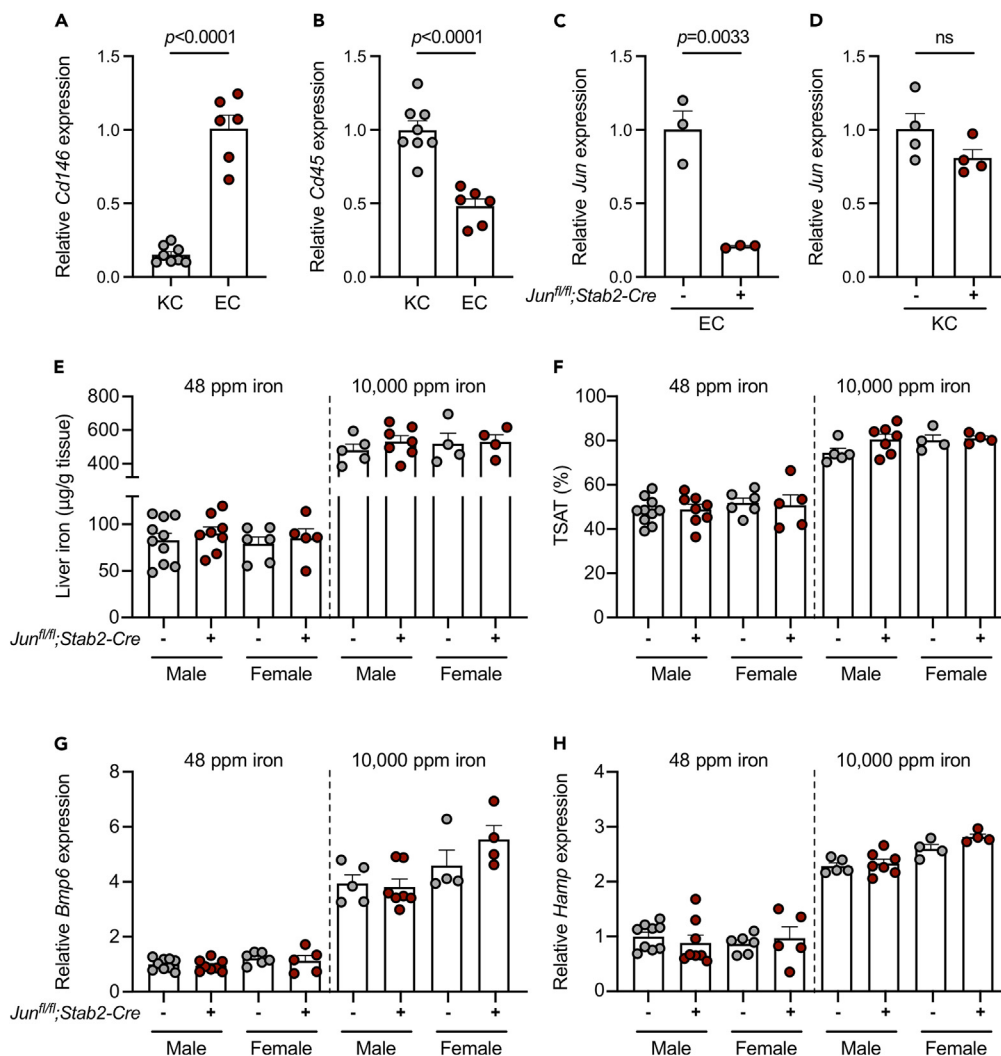 A
p<0.0001
Relative Cd146 expression
1.5
1.0
0.5
0.0
KC EC
B
p<0.0001
Relative Cd45 expression
1.5
1.0
0.5
0.0
KC EC
C
p=0.0033
Relative Jun expression
1.5
1.0
0.5
0.0
Junfl/fl;Stab2-Cre - +
EC
D
ns
Relative Jun expression
1.5
1.0
0.5
0.0
- +
KC
E
48 ppm iron 10,000 ppm iron
Liver iron (µg/g tissue)
800
600
400
100
50
0
Junfl/fl;Stab2-Cre - + - + - + - +
Male Female Male Female
F
48 ppm iron 10,000 ppm iron
TSAT (%)
100
80
60
40
20
0
- + - + - + - +
Male Female Male Female
G
48 ppm iron 10,000 ppm iron
Relative Bmp6 expression
8
6
4
2
0
Junfl/fl;Stab2-Cre - + - + - + - +
Male Female Male Female
H
48 ppm iron 10,000 ppm iron
Relative Hamp expression
4
3
2
1
0
- + - + - + - +
Male Female Male Female